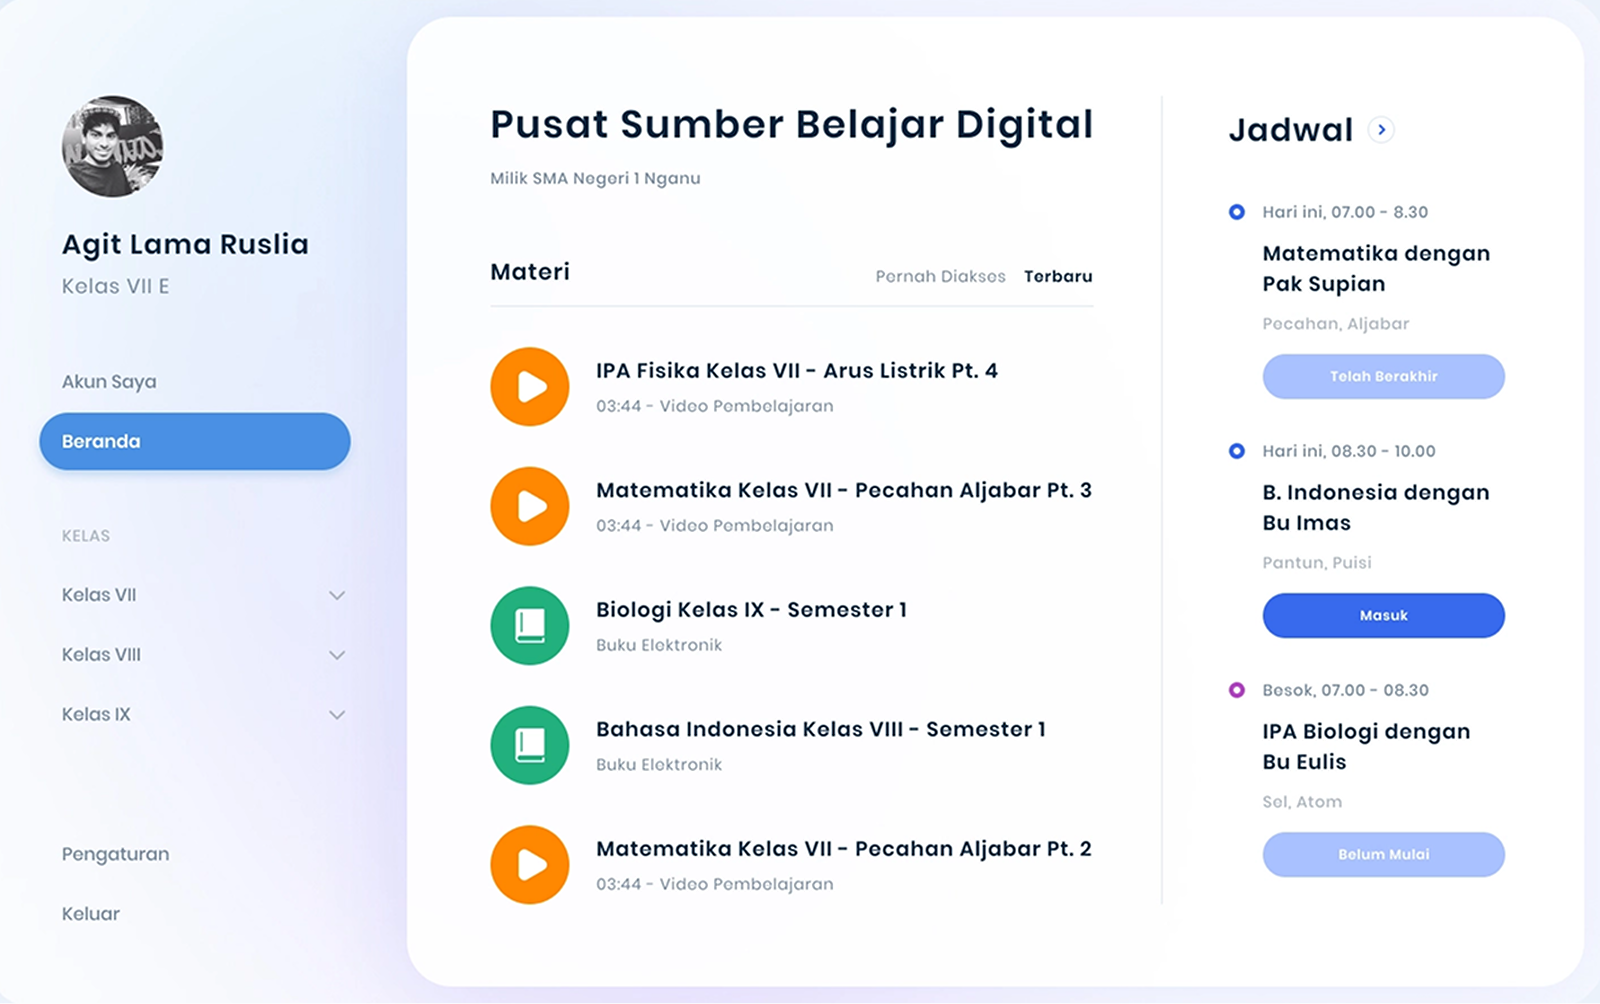 Agit Lama Ruslia
Kelas VII E
Akun Saya
Beranda
KELAS
Kelas VII
Kelas VIII
Kelas IX
Pengaturan
Keluar
Pusat Sumber Belajar Digital
Milik SMA Negeri 1 Nganu
Materi
Pernah Diakses Terbaru
IPA Fisika Kelas VII - Arus Listrik Pt. 4
03:44 - Video Pembelajaran
Matematika Kelas VII - Pecahan Aljabar Pt. 3
03:44 - Video Pembelajaran
Biologi Kelas IX - Semester 1
Buku Elektronik
Bahasa Indonesia Kelas VIII - Semester 1
Buku Elektronik
Matematika Kelas VII - Pecahan Aljabar Pt. 2
03:44 - Video Pembelajaran
Jadwal
Hari ini, 07.00 - 8.30
Matematika dengan
Pak Supian
Pecahan, Aljabar
Telah Berakhir
Hari ini, 08.30 - 10.00
B. Indonesia dengan
Bu Imas
Pantun, Puisi
Masuk
Besok, 07.00 - 08.30
IPA Biologi dengan
Bu Eulis
Sel, Atom
Belum Mulai